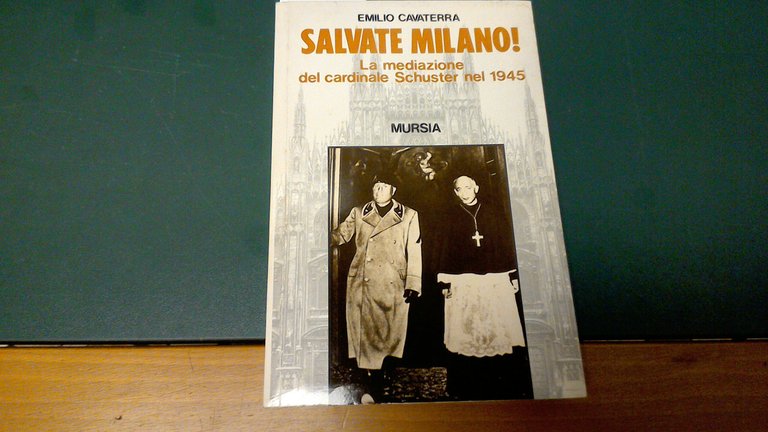 EMILIO CAVATERRA
SALVATE MILANO!
La mediazione
del cardinale Schuster nel 1945
MURSIA